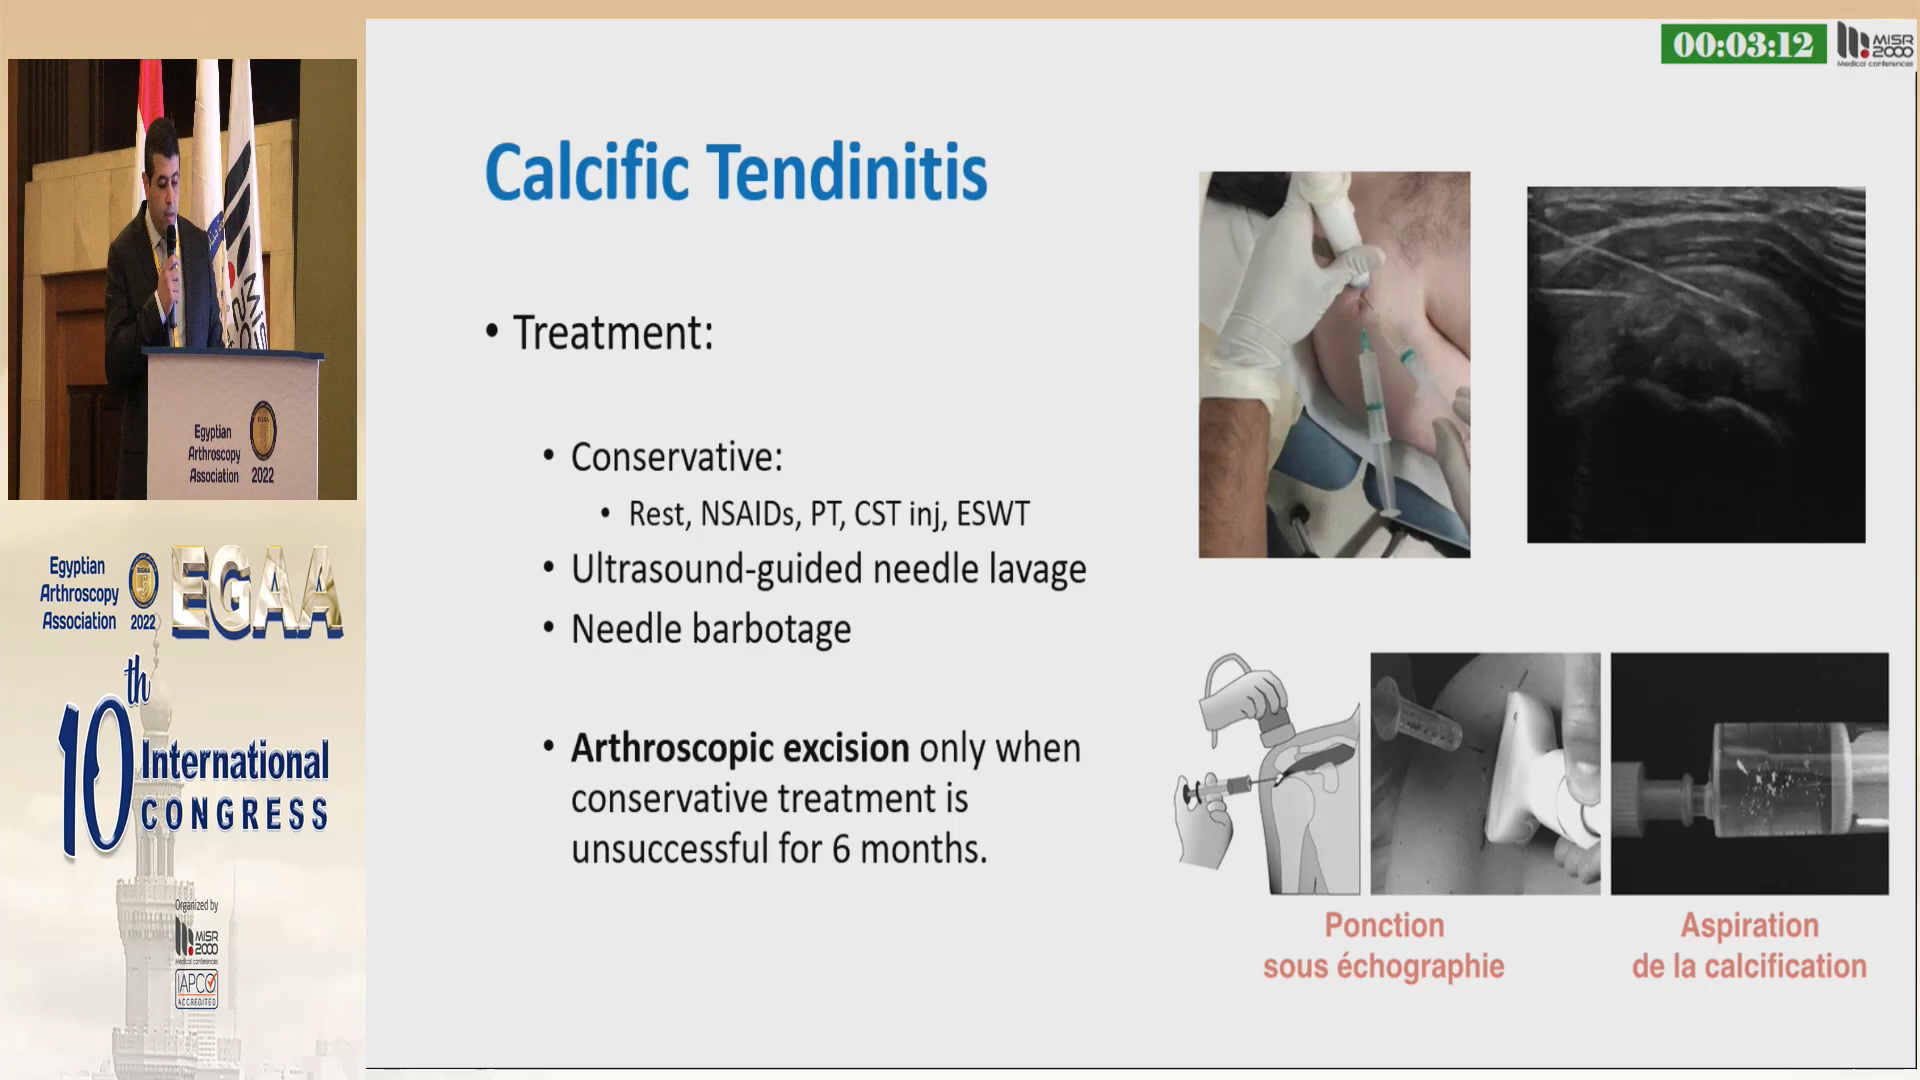 00:03:12
MISR
2000
Medical conferences
Calcific Tendinitis
• Treatment:
• Conservative:
• Rest, NSAIDs, PT, CST inj, ESWT
• Ultrasound-guided needle lavage
• Needle barbotage
• Arthroscopic excision only when
conservative treatment is
unsuccessful for 6 months.
Ponction
sous échographie
Aspiration
de la calcification
Egyptian
Arthroscopy
Association 2022
Egyptian
Arthroscopy
Association 2022
EGAA
10th
International
CONGRESS
Organized by
MISR
2000
Medical conferences
IAPCO
ACCREDITED